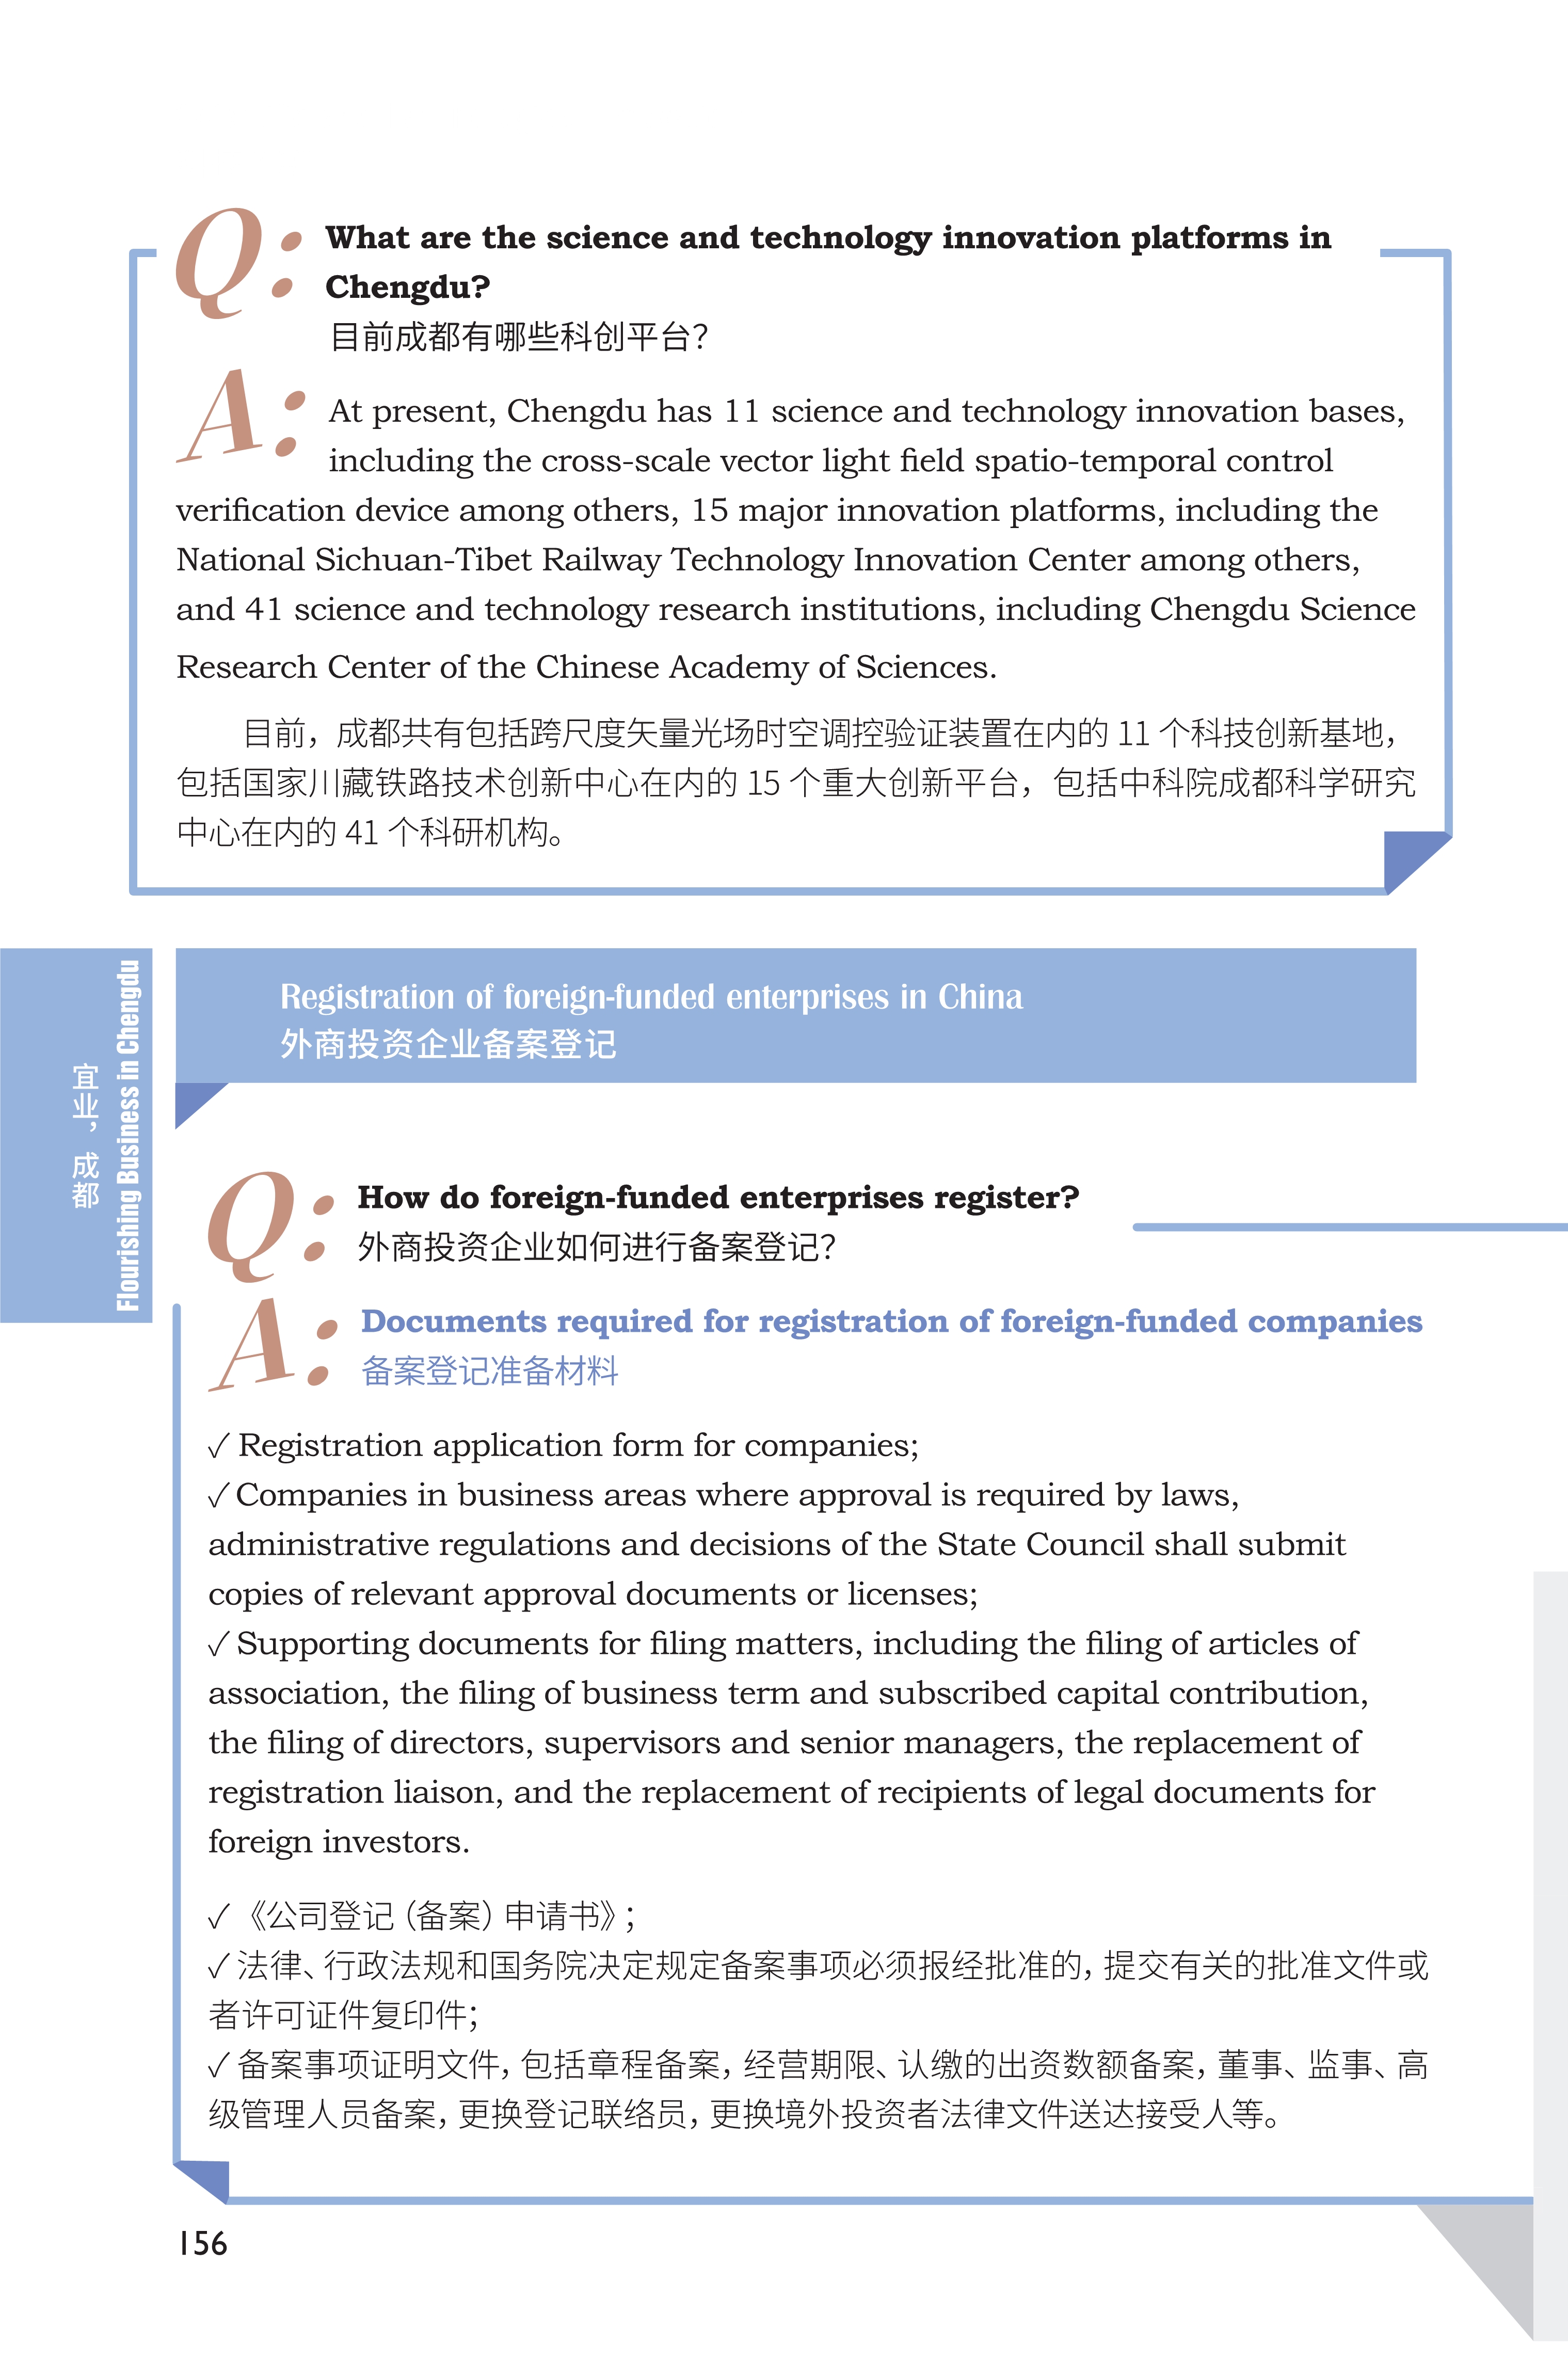 Q:
What are the science and technology innovation platforms in
Chengdu?
目前成都有哪些科创平台？
A:
At present, Chengdu has 11 science and technology innovation bases,
including the cross-scale vector light field spatio-temporal control
verification device among others, 15 major innovation platforms, including the
National Sichuan-Tibet Railway Technology Innovation Center among others,
and 41 science and technology research institutions, including Chengdu Science
Research Center of the Chinese Academy of Sciences.
目前，成都共有包括跨尺度矢量光场时空调控验证装置在内的 11 个科技创新基地，
包括国家川藏铁路技术创新中心在内的 15 个重大创新平台，包括中科院成都科学研究
中心在内的 41 个科研机构。
Flourishing Business in Chengdu
宜业，成都
Registration of foreign-funded enterprises in China
外商投资企业备案登记
Q:
How do foreign-funded enterprises register?
外商投资企业如何进行备案登记？
A:
Documents required for registration of foreign-funded companies
备案登记准备材料
✓ Registration application form for companies;
✓ Companies in business areas where approval is required by laws,
administrative regulations and decisions of the State Council shall submit
copies of relevant approval documents or licenses;
✓ Supporting documents for filing matters, including the filing of articles of
association, the filing of business term and subscribed capital contribution,
the filing of directors, supervisors and senior managers, the replacement of
registration liaison, and the replacement of recipients of legal documents for
foreign investors.
✓《公司登记（备案）申请书》；
✓ 法律、行政法规和国务院决定规定备案事项必须报经批准的，提交有关的批准文件或
者许可证件复印件；
✓ 备案事项证明文件，包括章程备案，经营期限、认缴的出资数额备案，董事、监事、高
级管理人员备案，更换登记联络员，更换境外投资者法律文件送达接受人等。
156